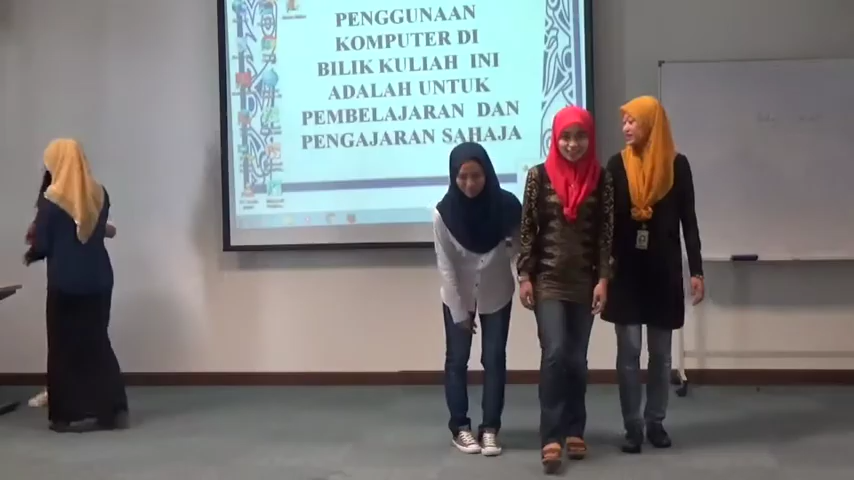 PENGGUNAAN
KOMPUTER DI
BILIK KULIAH INI
ADALAH UNTUK
PEMBELAJARAN DAN
PENGAJARAN SAHAJA